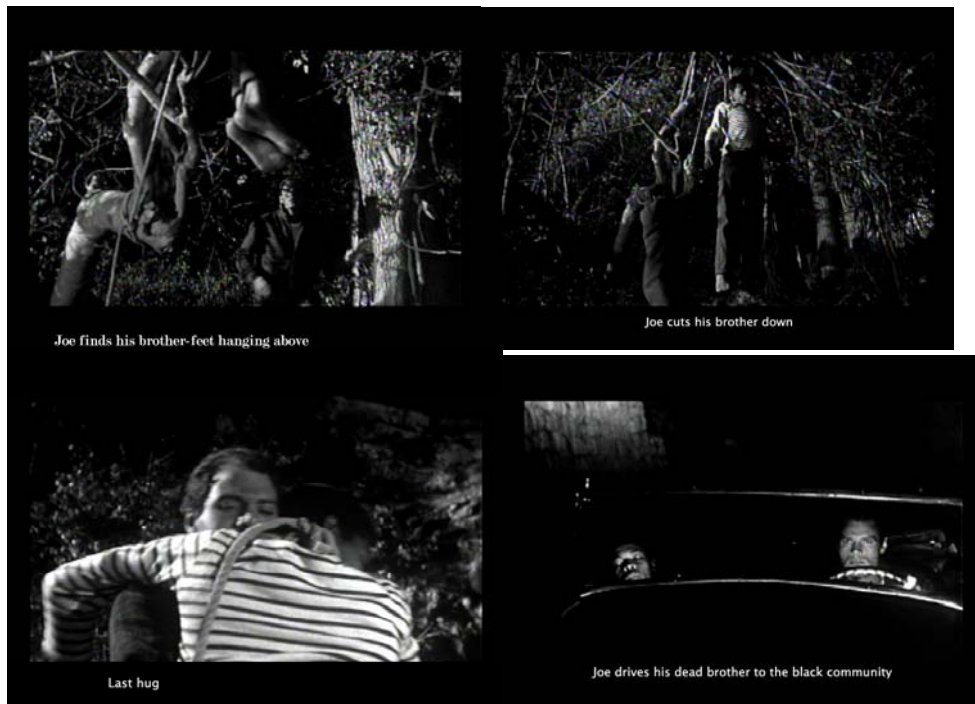 Joe finds his brother-feet hanging above
Joe cuts his brother down
Last hug
Joe drives his dead brother to the black community